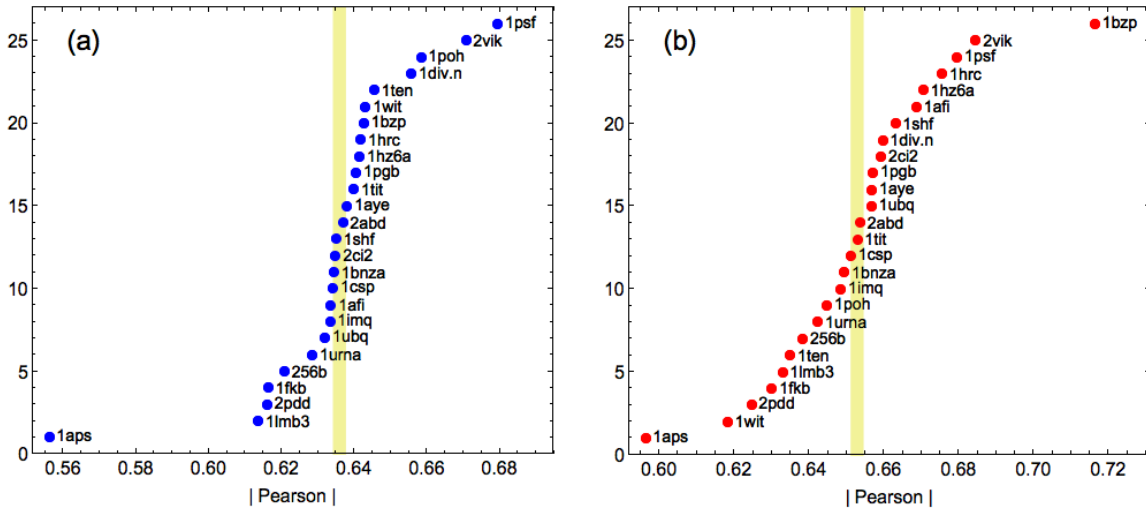 (a)
25
20
15
10
5
0
1psf
2vik
1poh
1div.n
1ten
1wit
1bzp
1hrc
1hz6a
1pgb
1tit
1aye
2abd
1shf
2ci2
1bnza
1csp
1afi
1imq
1ubq
1urna
256b
1fkb
2pdd
1lmb3
1aps
0.56 0.58 0.60 0.62 0.64 0.66 0.68
| Pearson |
(b)
25
20
15
10
5
0
1bzp
2vik
1psf
1hrc
1hz6a
1afi
1shf
1div.n
2ci2
1pgb
1aye
1ubq
2abd
1tit
1csp
1bnza
1imq
1poh
1urna
256b
1ten
1lmb3
1fkb
2pdd
1wit
1aps
0.60 0.62 0.64 0.66 0.68 0.70 0.72
| Pearson |